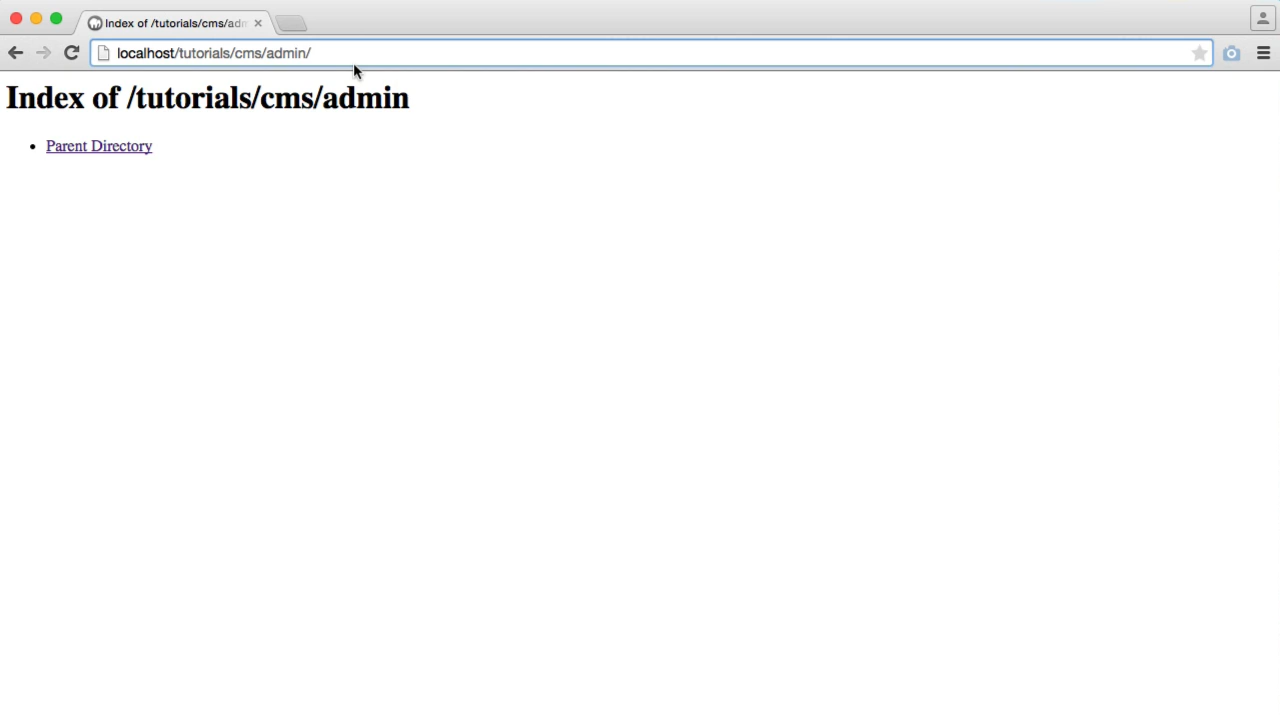 Index of /tutorials/cms/adm
localhost/tutorials/cms/admin/
Index of /tutorials/cms/admin
Parent Directory